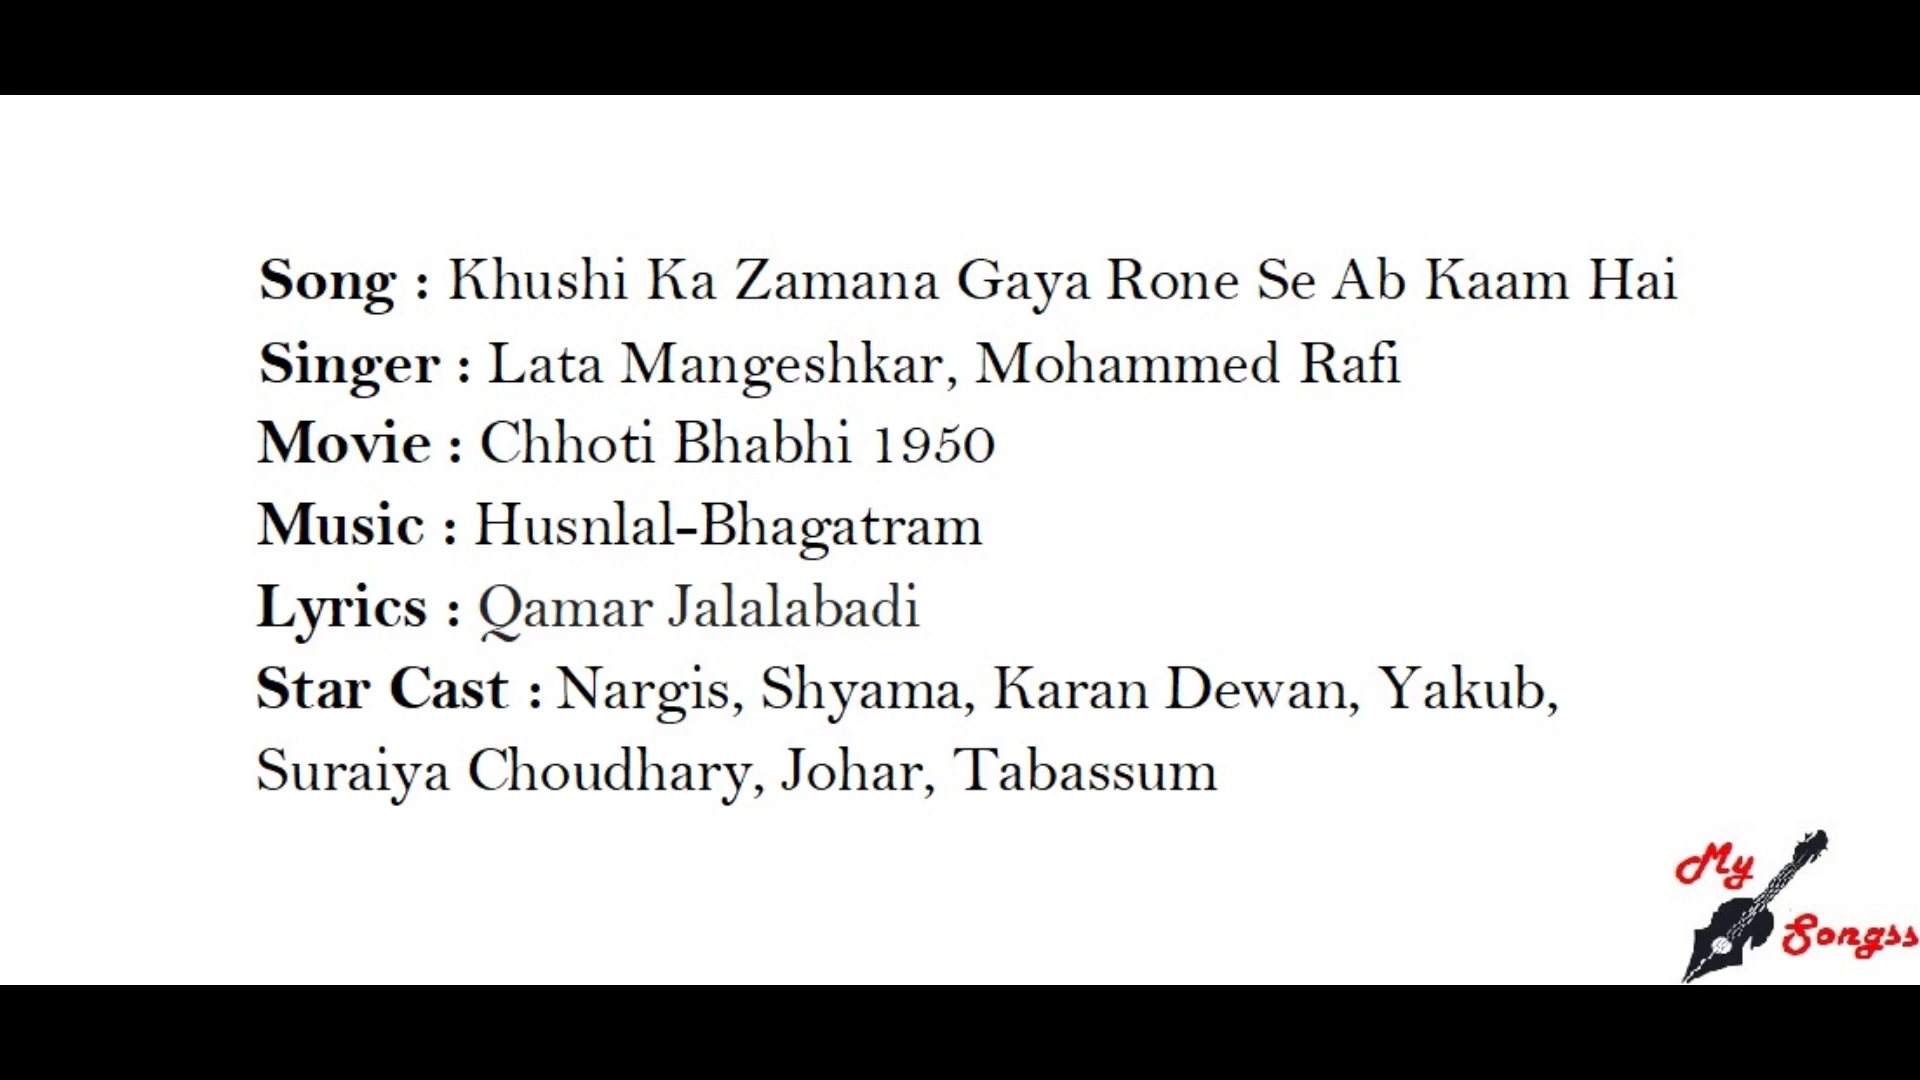 Song : Khushi Ka Zamana Gaya Rone Se Ab Kaam Hai
Singer : Lata Mangeshkar, Mohammed Rafi
Movie : Chhoti Bhabhi 1950
Music : Husnlal-Bhagatram
Lyrics : Qamar Jalalabadi
Star Cast : Nargis, Shyama, Karan Dewan, Yakub,
Suraiya Choudhary, Johar, Tabassum
My
Songss